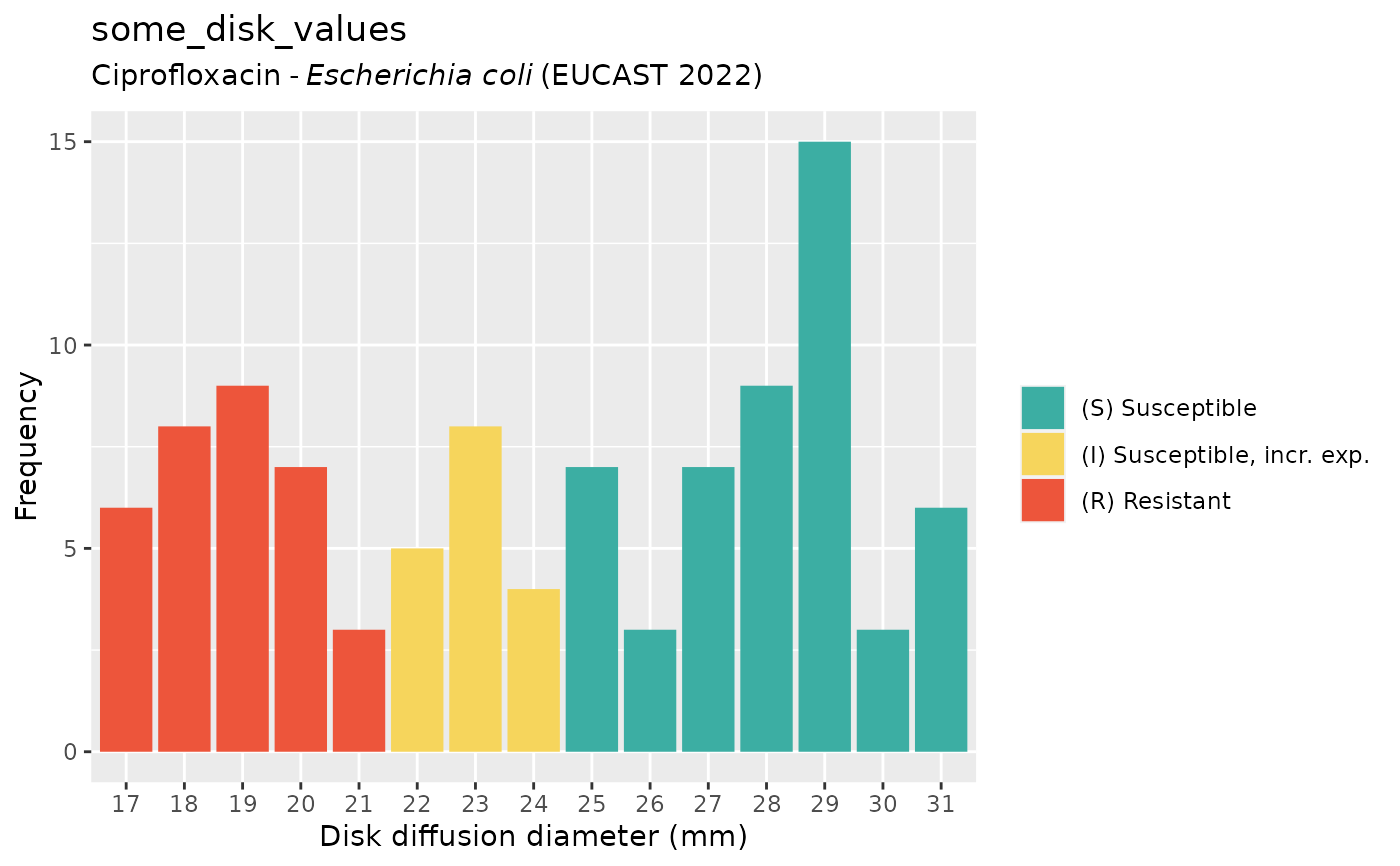 some_disk_values
Ciprofloxacin - Escherichia coli (EUCAST 2022)
Frequency
15
10
5
0
17 18 19 20 21 22 23 24 25 26 27 28 29 30 31
Disk diffusion diameter (mm)
(S) Susceptible
(I) Susceptible, incr. exp.
(R) Resistant